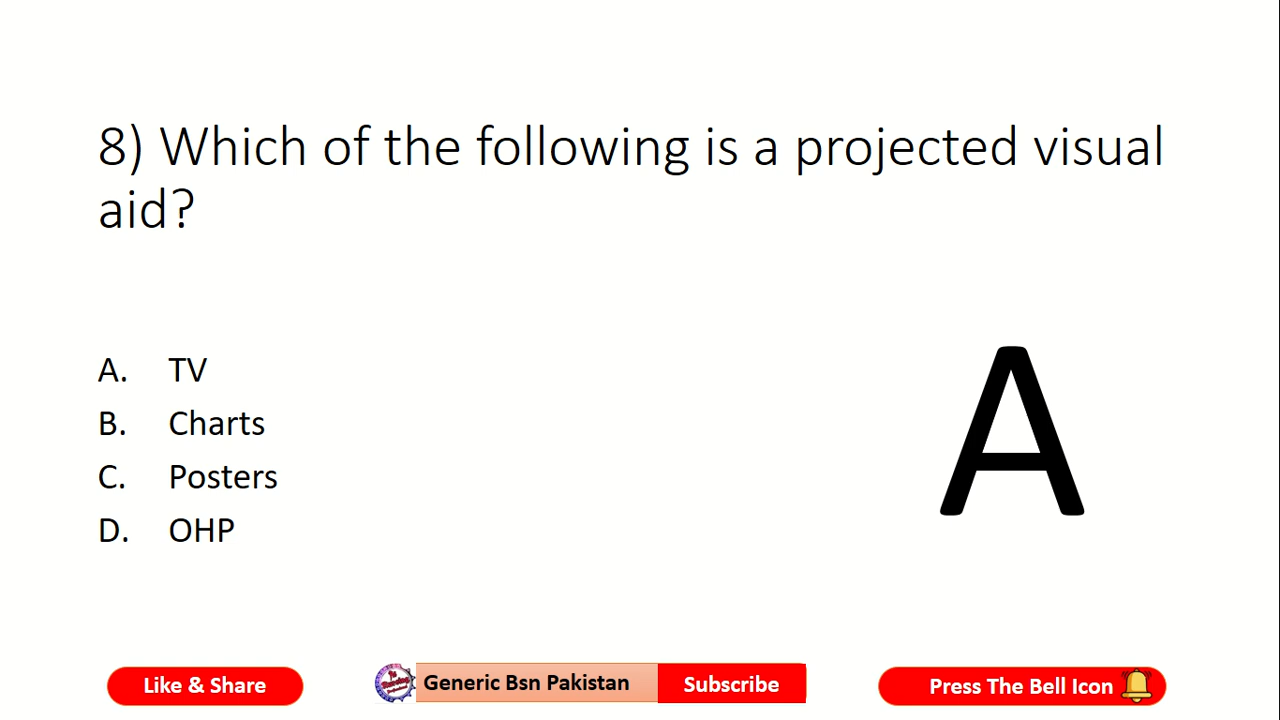 8) Which of the following is a projected visual
aid?
A. TV
B. Charts
C. Posters
D. OHP
A
Like & Share
Generic Bsn Pakistan
Subscribe
Press The Bell Icon